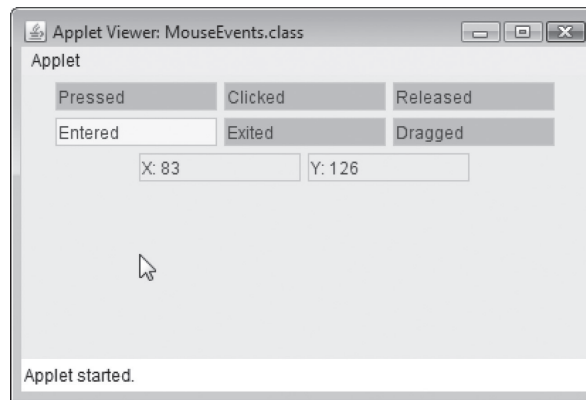 Applet Viewer: MouseEvents.class
Applet
Pressed Clicked Released
Entered Exited Dragged
X: 83 Y: 126
Applet started.